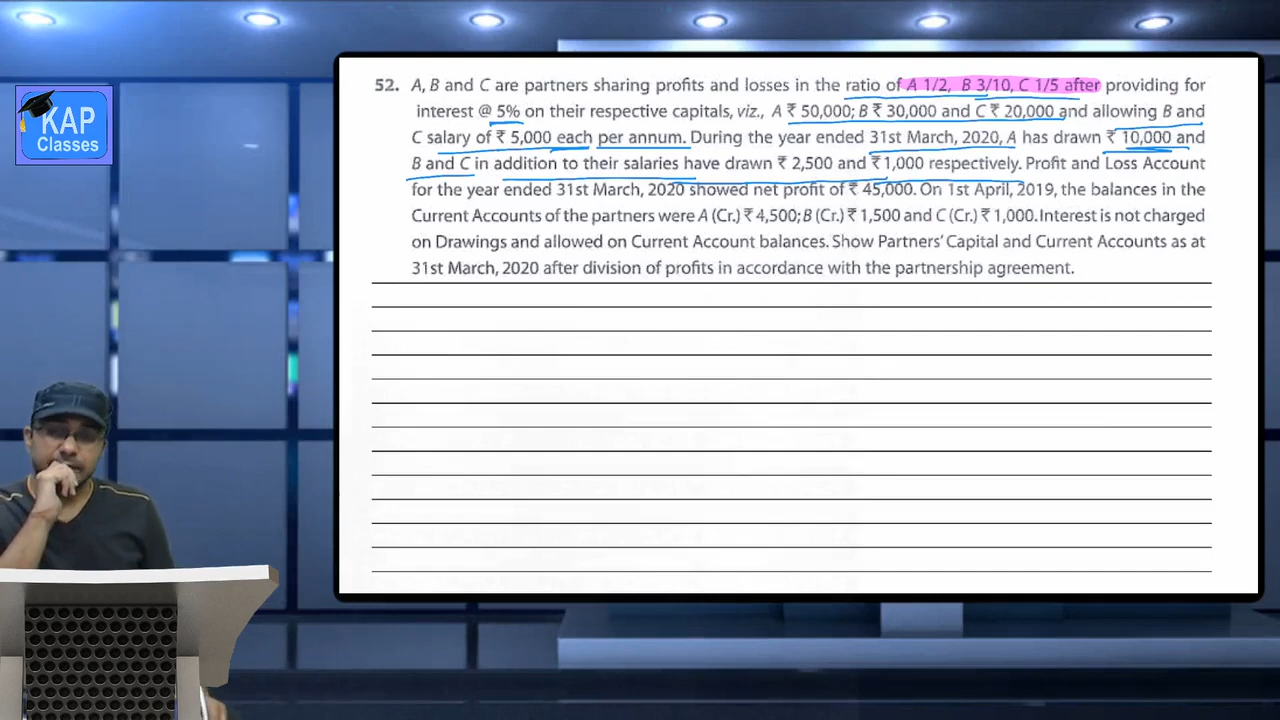 KAP
Classes
52. A, B and C are partners sharing profits and losses in the ratio of A 1/2, B 3/10, C 1/5 after providing for
interest @ 5% on their respective capitals, viz., A ₹ 50,000; B ₹ 30,000 and C ₹ 20,000 and allowing B and
C salary of ₹ 5,000 each per annum. During the year ended 31st March, 2020, A has drawn ₹ 10,000 and
B and C in addition to their salaries have drawn ₹ 2,500 and ₹ 1,000 respectively. Profit and Loss Account
for the year ended 31st March, 2020 showed net profit of ₹ 45,000. On 1st April, 2019, the balances in the
Current Accounts of the partners were A (Cr.) ₹ 4,500; B (Cr.) ₹ 1,500 and C (Cr.) ₹ 1,000. Interest is not charged
on Drawings and allowed on Current Account balances. Show Partners' Capital and Current Accounts as at
31st March, 2020 after division of profits in accordance with the partnership agreement.